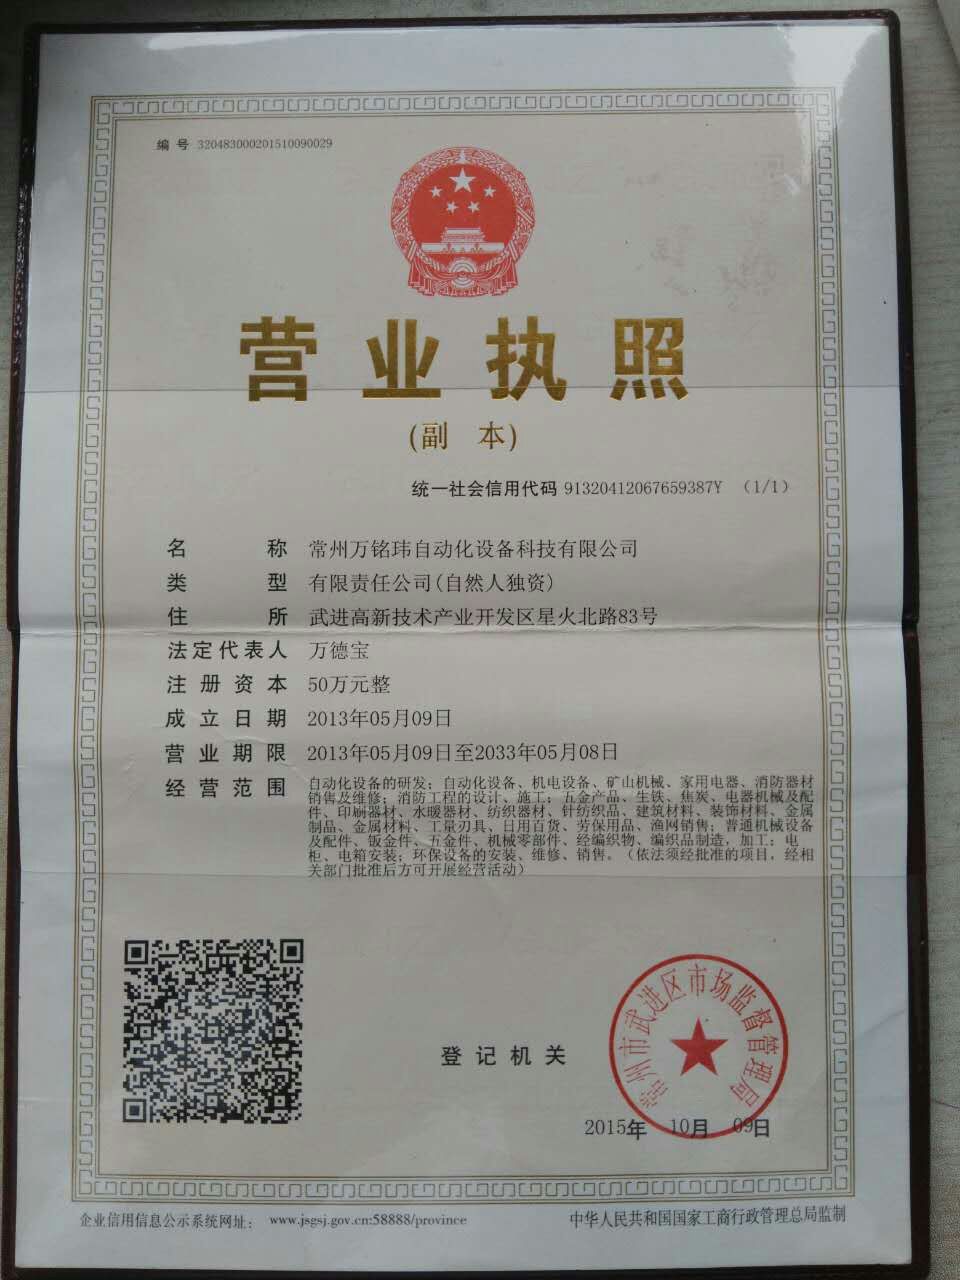 编 号 320483000201510090029
营业执照
(副 本)
统一社会信用代码 91320412067659387Y (1/1)
名 称 常州万铭玮自动化设备科技有限公司
类 型 有限责任公司(自然人独资)
住 所 武进高新技术产业开发区星火北路83号
法定代表人 万德宝
注册资本 50万元整
成立日期 2013年05月09日
营业期限 2013年05月09日至2033年05月08日
经营范围 自动化设备的研发；自动化设备、机电设备、矿山机械、家用电器、消防器材
销售及维修；消防工程的设计、施工；五金产品、生铁、焦炭、电器机械及配
件、印刷器材、水暖器材、纺织器材、针纺织品、建筑材料、装饰材料、金属
制品、金属材料、工量刃具、日用百货、劳保用品、渔网销售；普通机械设备
及配件、钣金件、五金件、机械零部件、经编织物、编织品制造，加工；电
柜、电箱安装；环保设备的安装、维修、销售。（依法须经批准的项目，经相
关部门批准后方可开展经营活动）
登记机关
常州市武进区市场监督管理局
2015年 10月 09日
企业信用信息公示系统网址： www.jsgsj.gov.cn:58888/province
中华人民共和国国家工商行政管理总局监制